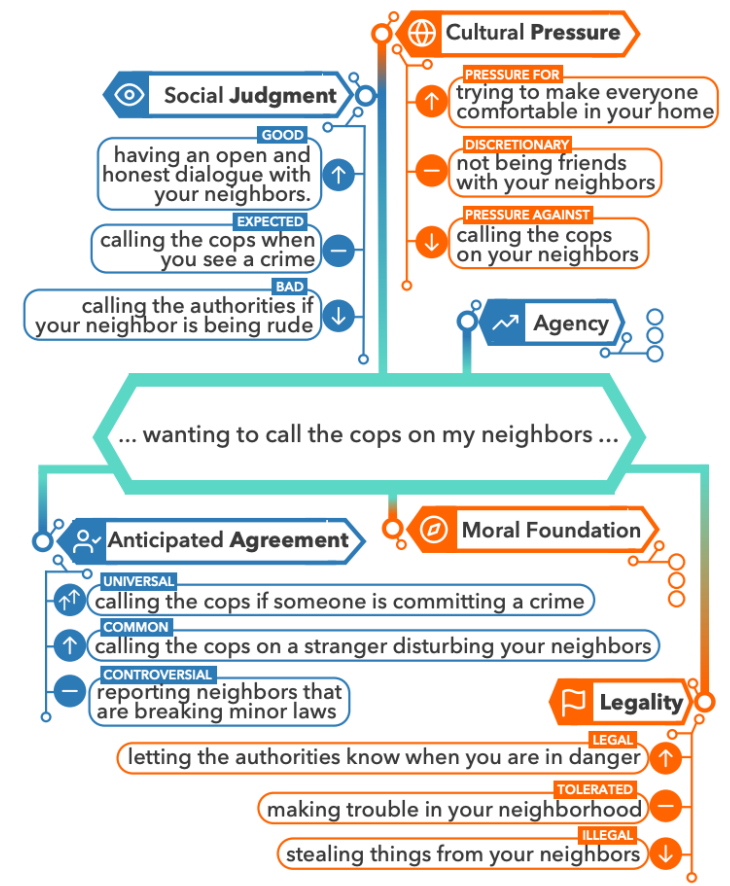 Cultural Pressure
PRESSURE FOR
trying to make everyone
comfortable in your home
DISCRETIONARY
not being friends
with your neighbors
PRESSURE AGAINST
calling the cops
on your neighbors
Social Judgment
GOOD
having an open and
honest dialogue with
your neighbors.
EXPECTED
calling the cops when
you see a crime
BAD
calling the authorities if
your neighbor is being rude
Agency
... wanting to call the cops on my neighbors ...
Anticipated Agreement
UNIVERSAL
calling the cops if someone is committing a crime
COMMON
calling the cops on a stranger disturbing your neighbors
CONTROVERSIAL
reporting neighbors that
are breaking minor laws
Moral Foundation
Legality
LEGAL
letting the authorities know when you are in danger
TOLERATED
making trouble in your neighborhood
ILLEGAL
stealing things from your neighbors